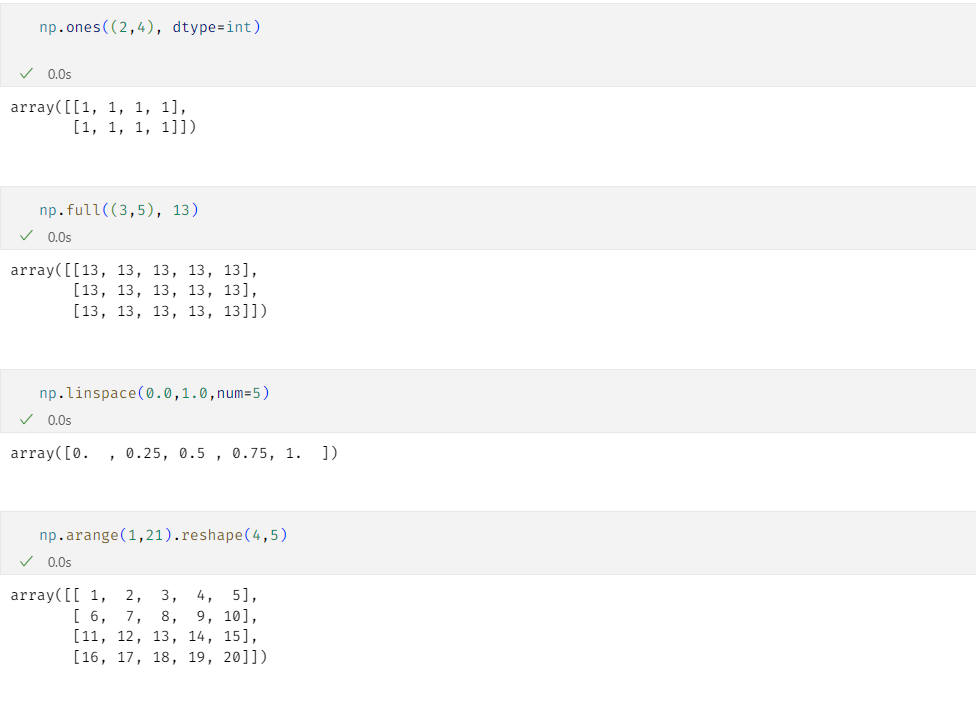 np.ones((2,4), dtype=int)
✓ 0.0s
array([[1, 1, 1, 1],
       [1, 1, 1, 1]])
np.full((3,5), 13)
✓ 0.0s
array([[13, 13, 13, 13, 13],
       [13, 13, 13, 13, 13],
       [13, 13, 13, 13, 13]])
np.linspace(0.0,1.0,num=5)
✓ 0.0s
array([0.  , 0.25, 0.5 , 0.75, 1.  ])
np.arange(1,21).reshape(4,5)
✓ 0.0s
array([[ 1,  2,  3,  4,  5],
       [ 6,  7,  8,  9, 10],
       [11, 12, 13, 14, 15],
       [16, 17, 18, 19, 20]])